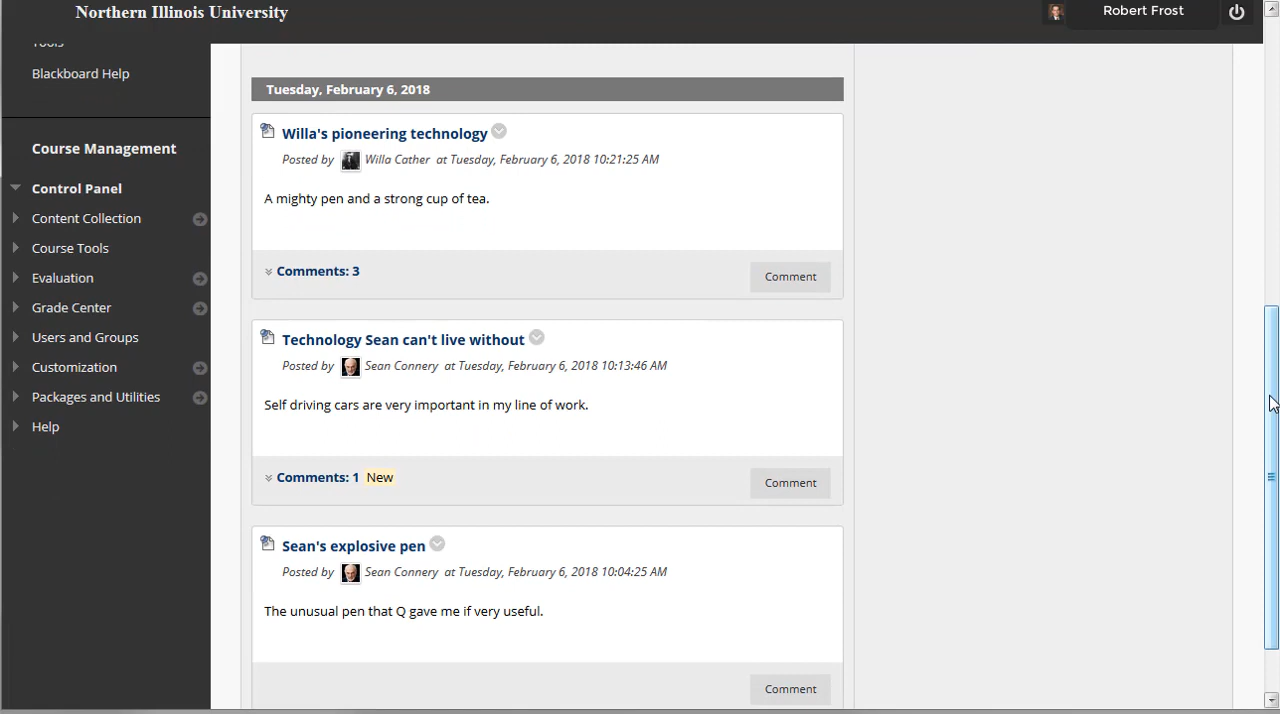 Northern Illinois University
Robert Frost
Tools
Blackboard Help
Course Management
Control Panel
Content Collection
Course Tools
Evaluation
Grade Center
Users and Groups
Customization
Packages and Utilities
Help
Tuesday, February 6, 2018
Willa's pioneering technology
Posted by Willa Cather at Tuesday, February 6, 2018 10:21:25 AM
A mighty pen and a strong cup of tea.
Comments: 3
Comment
Technology Sean can't live without
Posted by Sean Connery at Tuesday, February 6, 2018 10:13:46 AM
Self driving cars are very important in my line of work.
Comments: 1 New
Comment
Sean's explosive pen
Posted by Sean Connery at Tuesday, February 6, 2018 10:04:25 AM
The unusual pen that Q gave me if very useful.
Comment